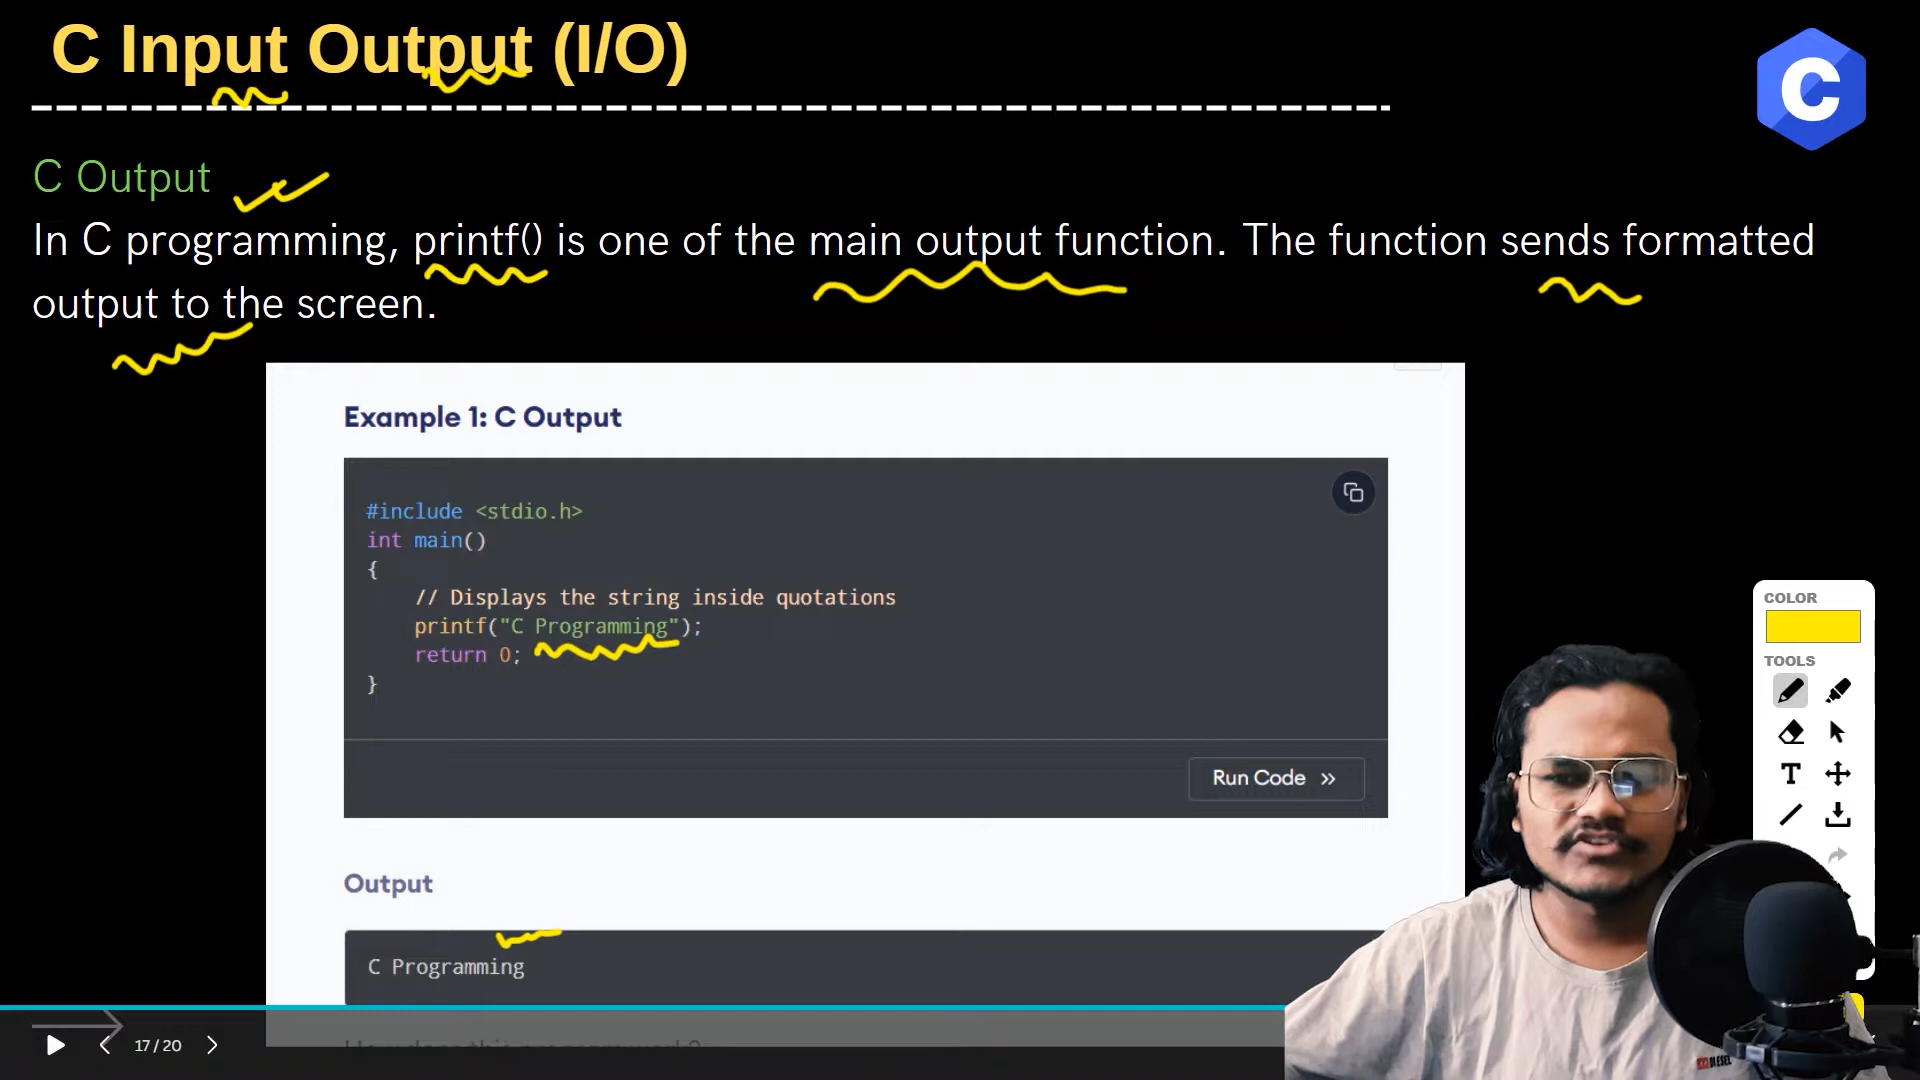 C Input Output (I/O)
C
C Output
In C programming, printf() is one of the main output function. The function sends formatted
output to the screen.
Example 1: C Output
#include <stdio.h>
int main()
{
// Displays the string inside quotations
printf("C Programming");
return 0;
}
Run Code »
Output
C Programming
COLOR
TOOLS
T
17 / 20
DIESEL